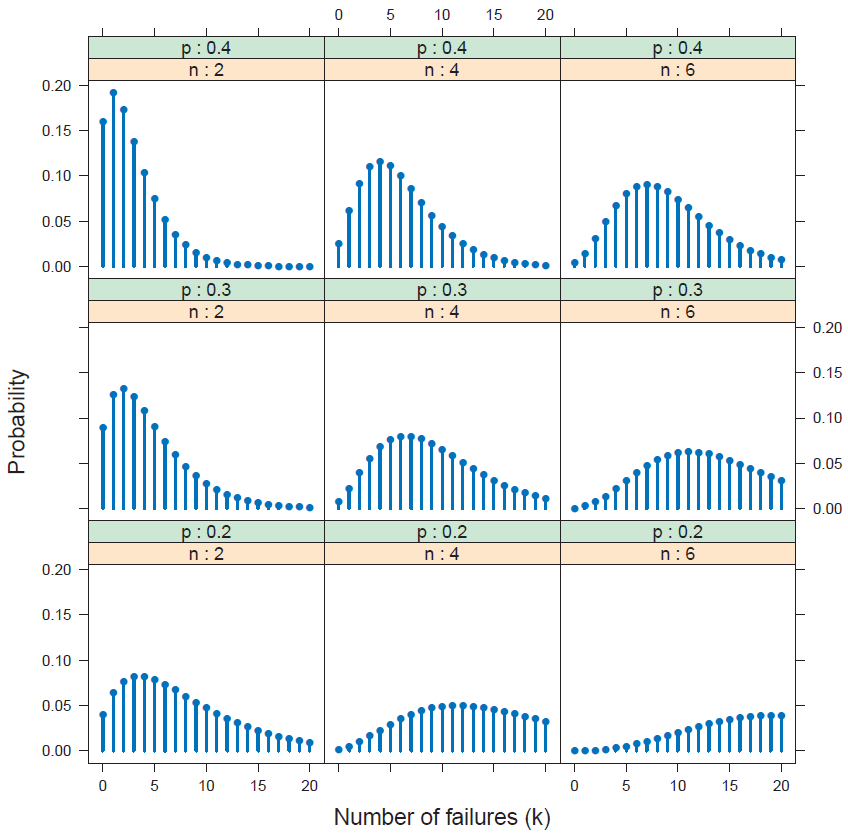 0 5 10 15 20
p : 0.4 p : 0.4 p : 0.4
n : 2 n : 4 n : 6
0.20
0.15
0.10
0.05
0.00
p : 0.3 p : 0.3 p : 0.3
n : 2 n : 4 n : 6
0.20
0.15
0.10
0.05
0.00
Probability
p : 0.2 p : 0.2 p : 0.2
n : 2 n : 4 n : 6
0.20
0.15
0.10
0.05
0.00
0 5 10 15 20 0 5 10 15 20
Number of failures (k)